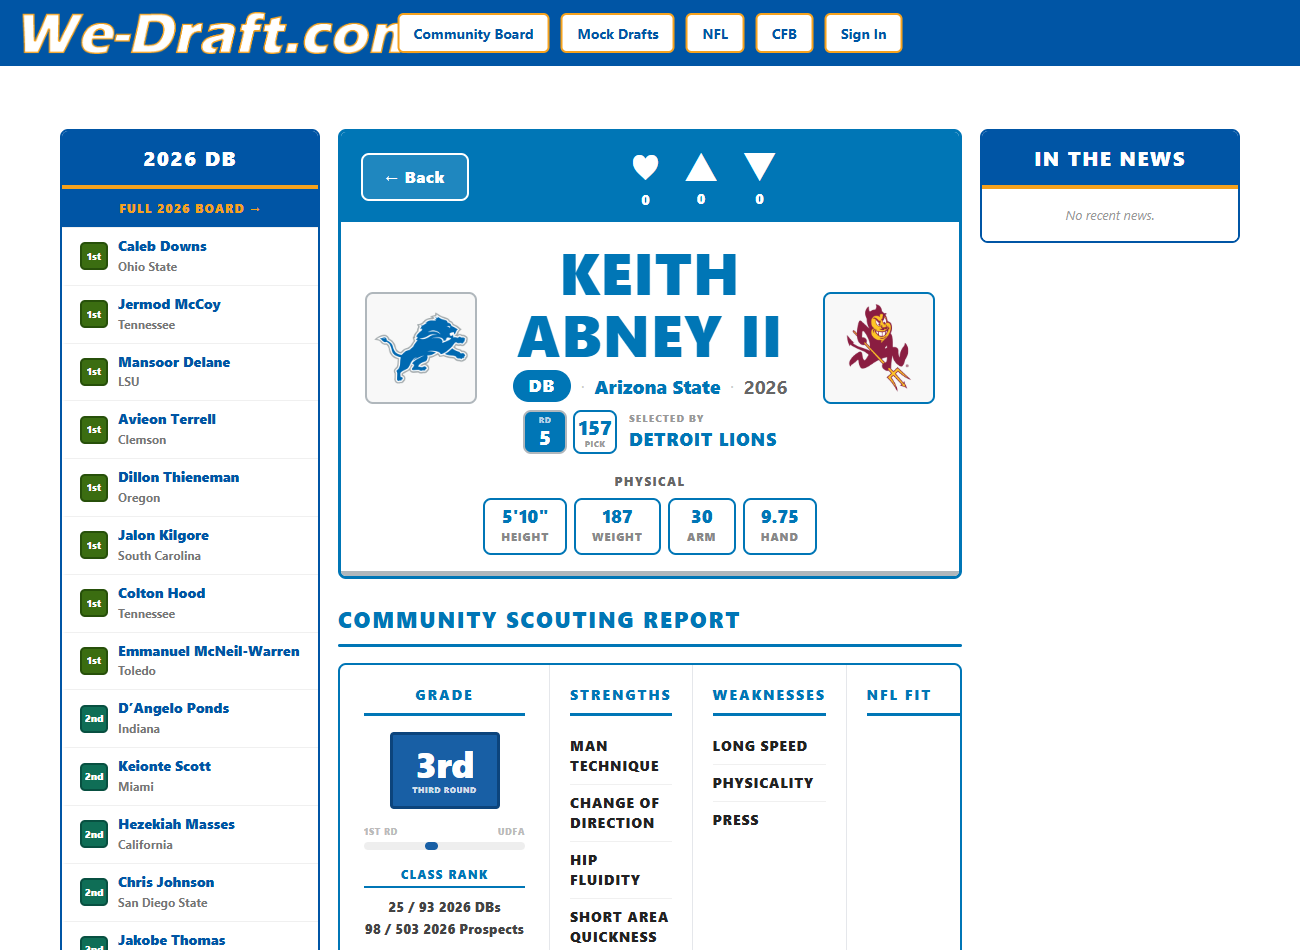 We-Draft.com
Community Board
Mock Drafts
NFL
CFB
Sign In
2026 DB
FULL 2026 BOARD →
1st
Caleb Downs
Ohio State
1st
Jermod McCoy
Tennessee
1st
Mansoor Delane
LSU
1st
Avieon Terrell
Clemson
1st
Dillon Thieneman
Oregon
1st
Jalon Kilgore
South Carolina
1st
Colton Hood
Tennessee
1st
Emmanuel McNeil-Warren
Toledo
2nd
D'Angelo Ponds
Indiana
2nd
Keionte Scott
Miami
2nd
Hezekiah Masses
California
2nd
Chris Johnson
San Diego State
2nd
Jakobe Thomas
← Back
0
0
0
KEITH
ABNEY II
DB · Arizona State · 2026
RD
5
157
PICK
SELECTED BY
DETROIT LIONS
PHYSICAL
5'10"
HEIGHT
187
WEIGHT
30
ARM
9.75
HAND
COMMUNITY SCOUTING REPORT
GRADE
3rd
THIRD ROUND
1ST RD
UDFA
CLASS RANK
25 / 93 2026 DBs
98 / 503 2026 Prospects
STRENGTHS
MAN
TECHNIQUE
CHANGE OF
DIRECTION
HIP
FLUIDITY
SHORT AREA
QUICKNESS
WEAKNESSES
LONG SPEED
PHYSICALITY
PRESS
NFL FIT
IN THE NEWS
No recent news.